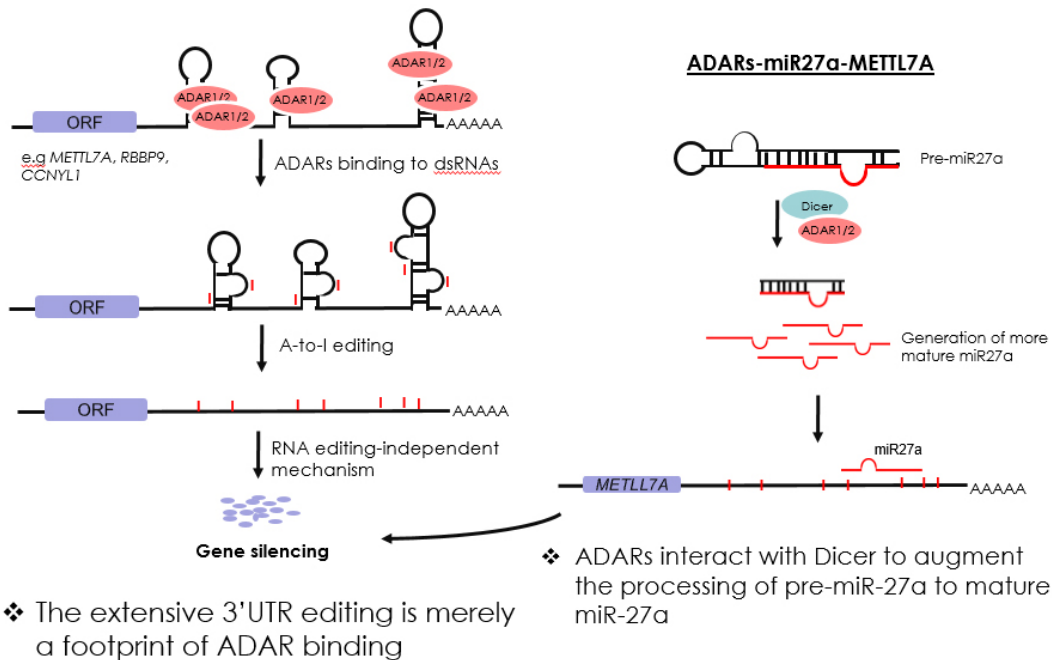 ADAR1/2
ADAR1/2
ADAR1/2
ADAR1/2
ADAR1/2
ADAR1/2
ORF
AAAAA
e.g METTL7A, RBBP9,
CCNYL1
ADARs binding to dsRNAs
ORF
AAAAA
A-to-I editing
ORF
AAAAA
RNA editing-independent
mechanism
Gene silencing
❖ The extensive 3'UTR editing is merely
a footprint of ADAR binding
ADARs-miR27a-METTL7A
Pre-miR27a
Dicer
ADAR1/2
Generation of more
mature miR27a
miR27a
METLL7A
AAAAA
❖ ADARs interact with Dicer to augment
the processing of pre-miR-27a to mature
miR-27a